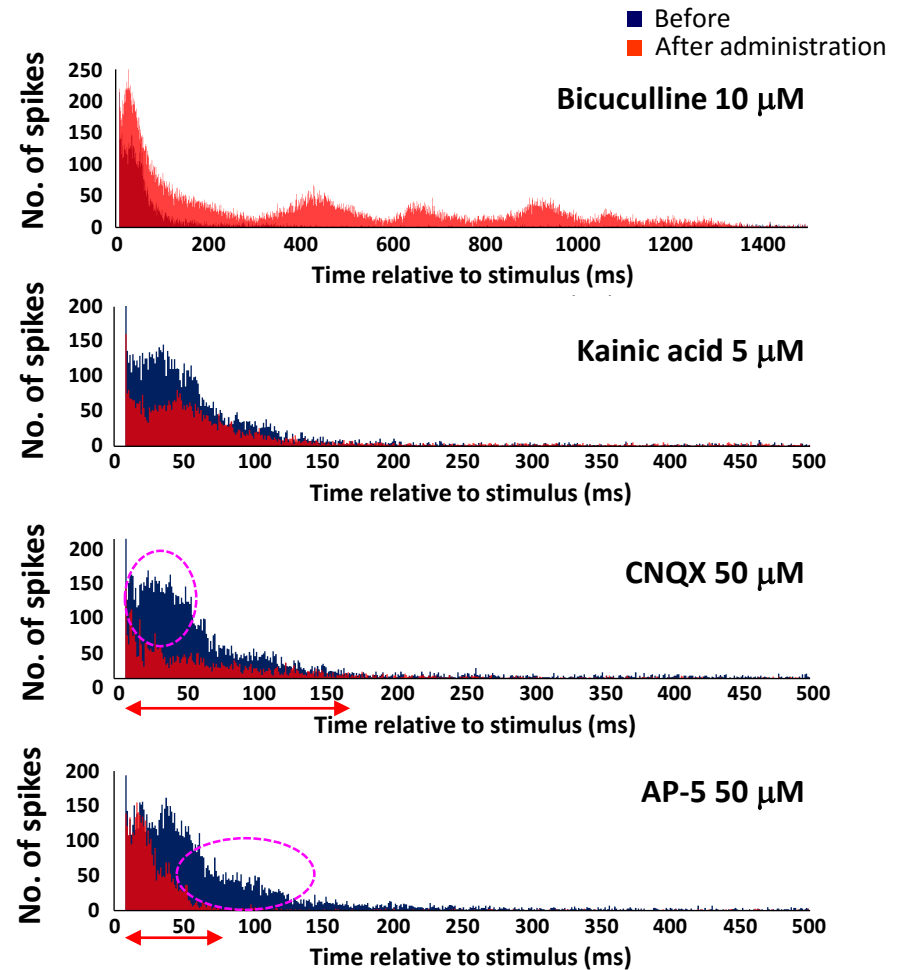 Before
After administration
No. of spikes
250
200
150
100
50
0
Bicuculline 10 μM
0 200 400 600 800 1000 1200 1400
Time relative to stimulus (ms)
No. of spikes
200
150
100
50
0
Kainic acid 5 μM
0 50 100 150 200 250 300 350 400 450 500
Time relative to stimulus (ms)
No. of spikes
200
150
100
50
0
CNQX 50 μM
0 50 100 150 200 250 300 350 400 450 500
Time relative to stimulus (ms)
No. of spikes
200
150
100
50
0
AP-5 50 μM
0 50 100 150 200 250 300 350 400 450 500
Time relative to stimulus (ms)